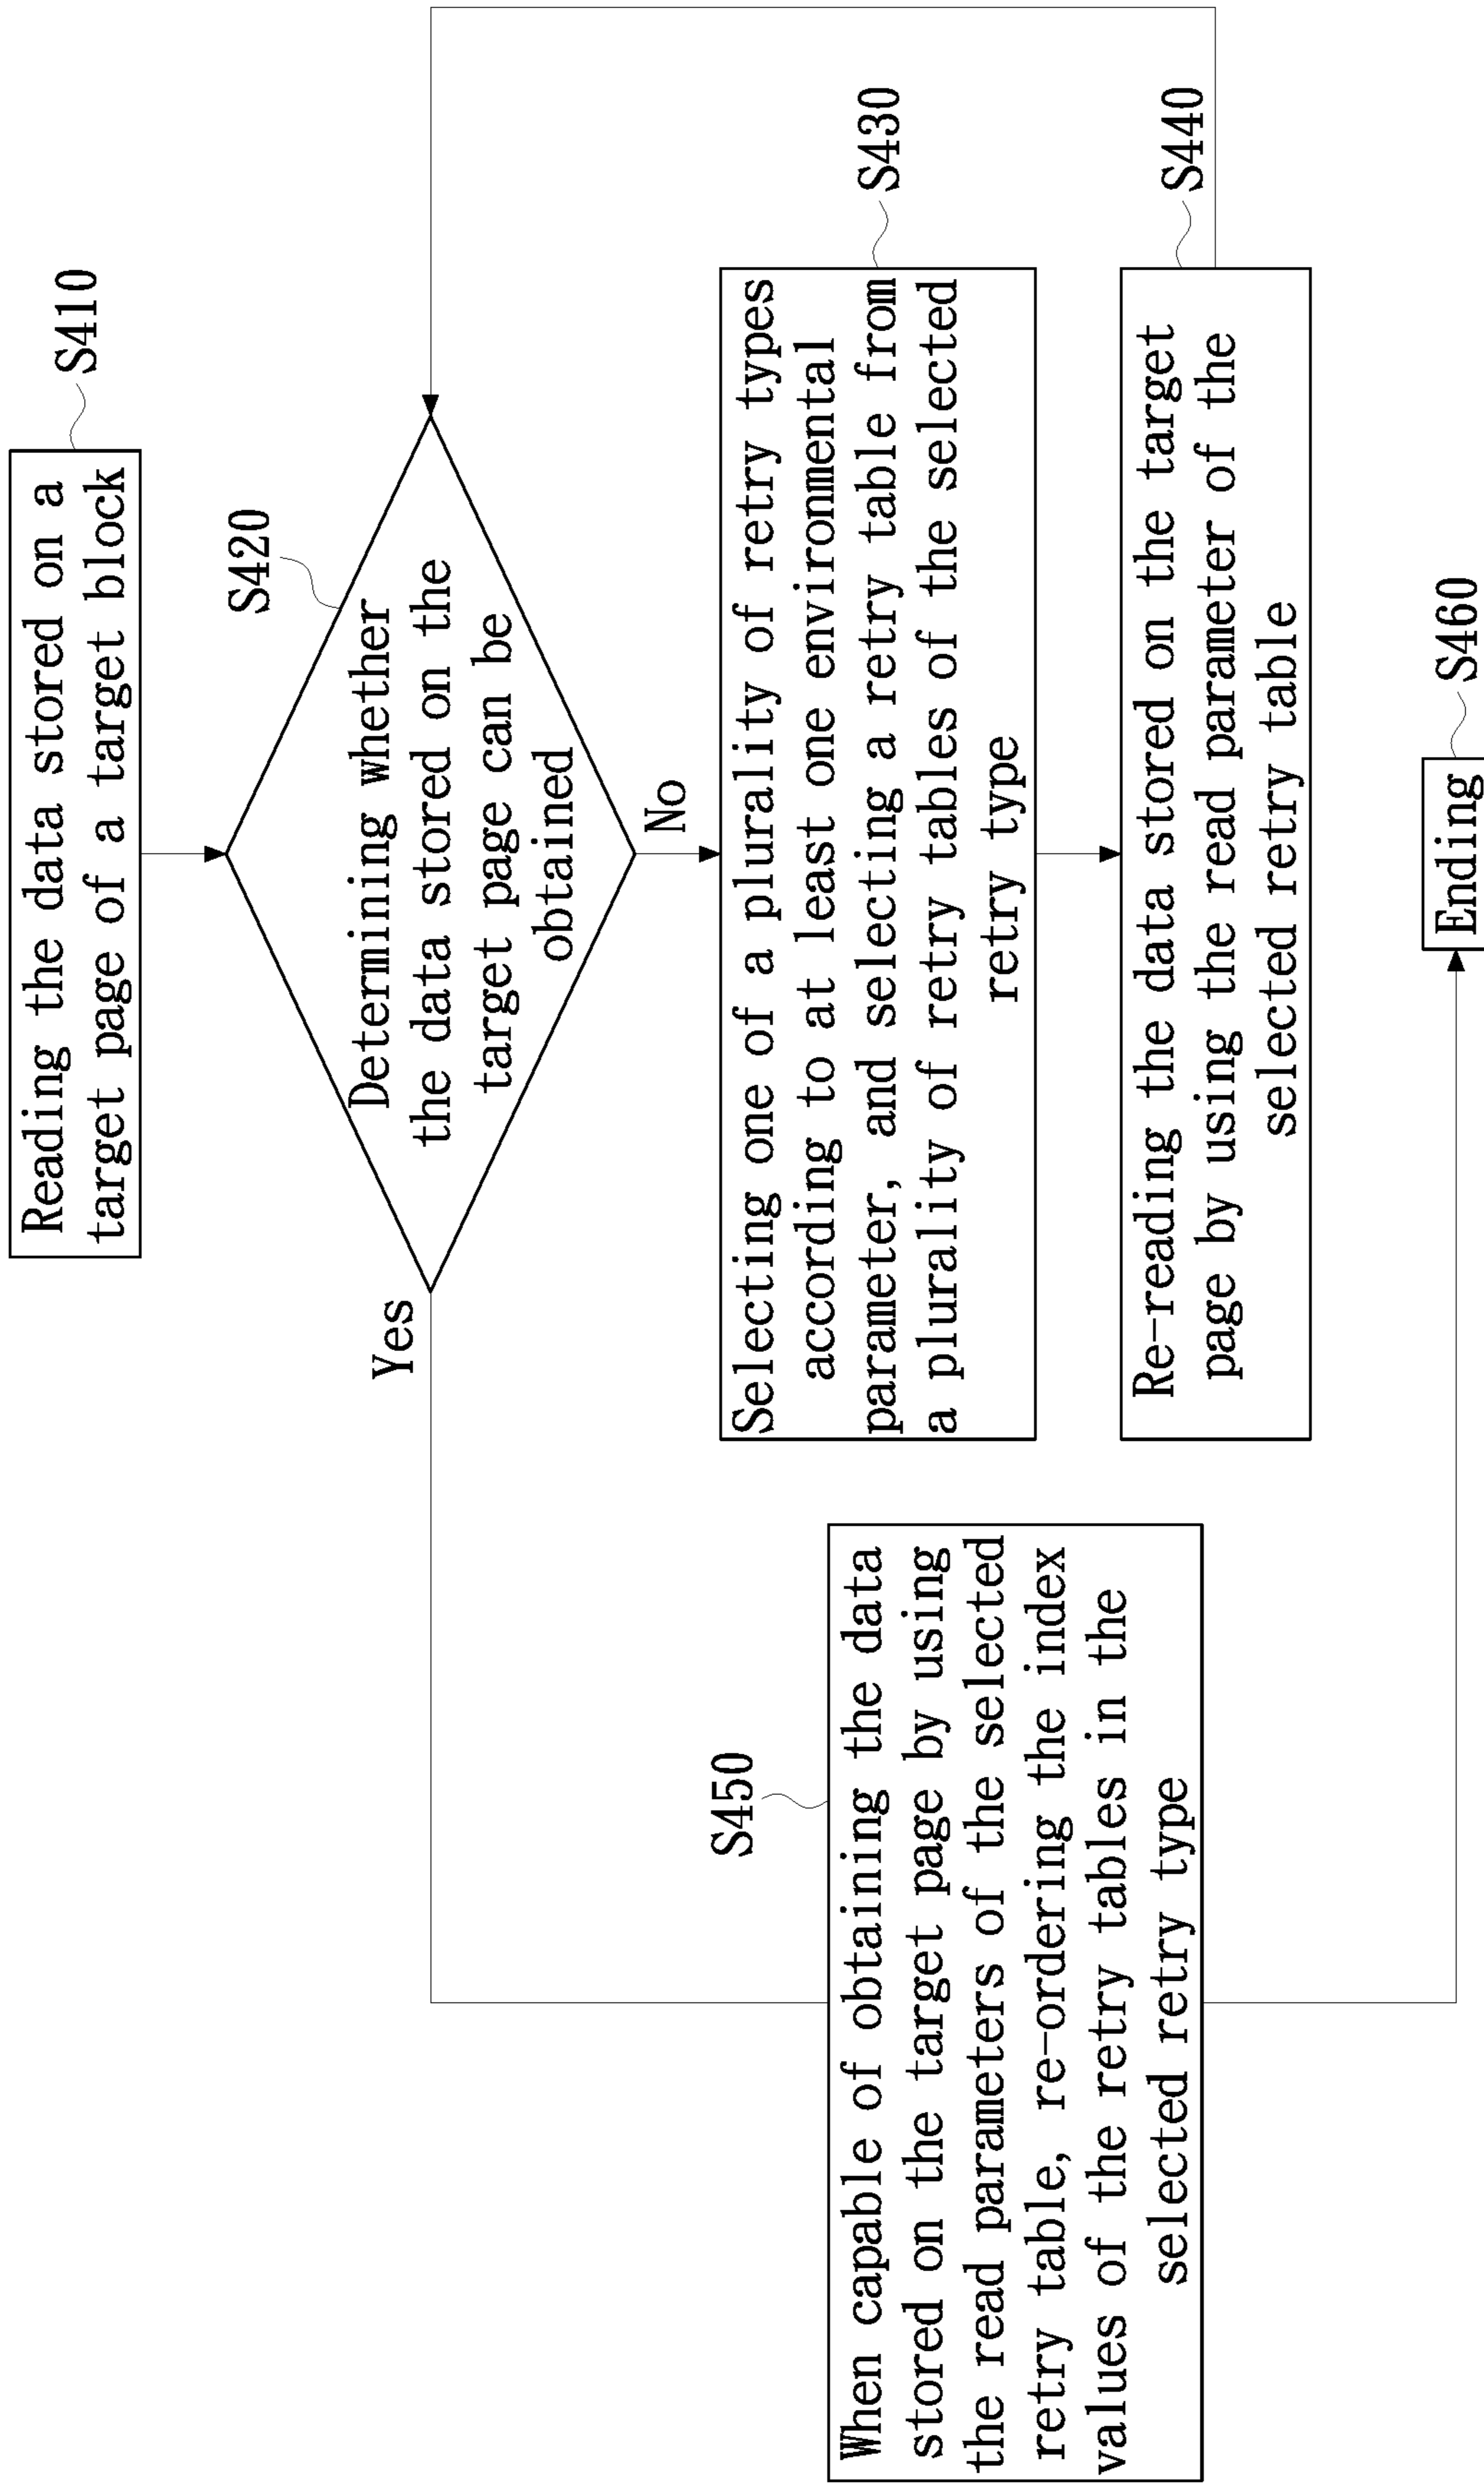 Reading the data stored on a
target page of a target block
S410
S420
Determining whether
the data stored on the
target page can be
obtained
Yes
No
Selecting one of a plurality of retry types
according to at least one environmental
parameter, and selecting a retry table from
a plurality of retry tables of the selected
retry type
S430
Re-reading the data stored on the target
page by using the read parameter of the
selected retry table
S440
S450
When capable of obtaining the data
stored on the target page by using
the read parameters of the selected
retry table, re-ordering the index
values of the retry tables in the
selected retry type
Ending
S460